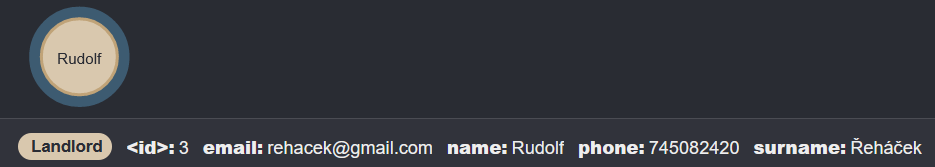 Rudolf
Landlord <id>: 3 email: rehacek@gmail.com name: Rudolf phone: 745082420 surname: Řeháček